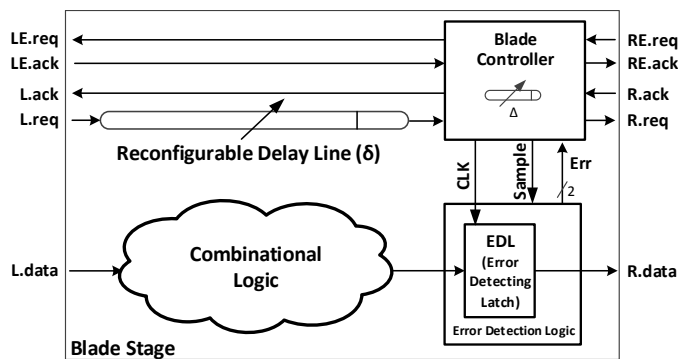 LE.req
LE.ack
L.ack
L.req
Reconfigurable Delay Line (δ)
Blade
Controller
Δ
RE.req
RE.ack
R.ack
R.req
CLK
Sample
Err
2
L.data
Combinational
Logic
EDL
(Error
Detecting
Latch)
Error Detection Logic
R.data
Blade Stage